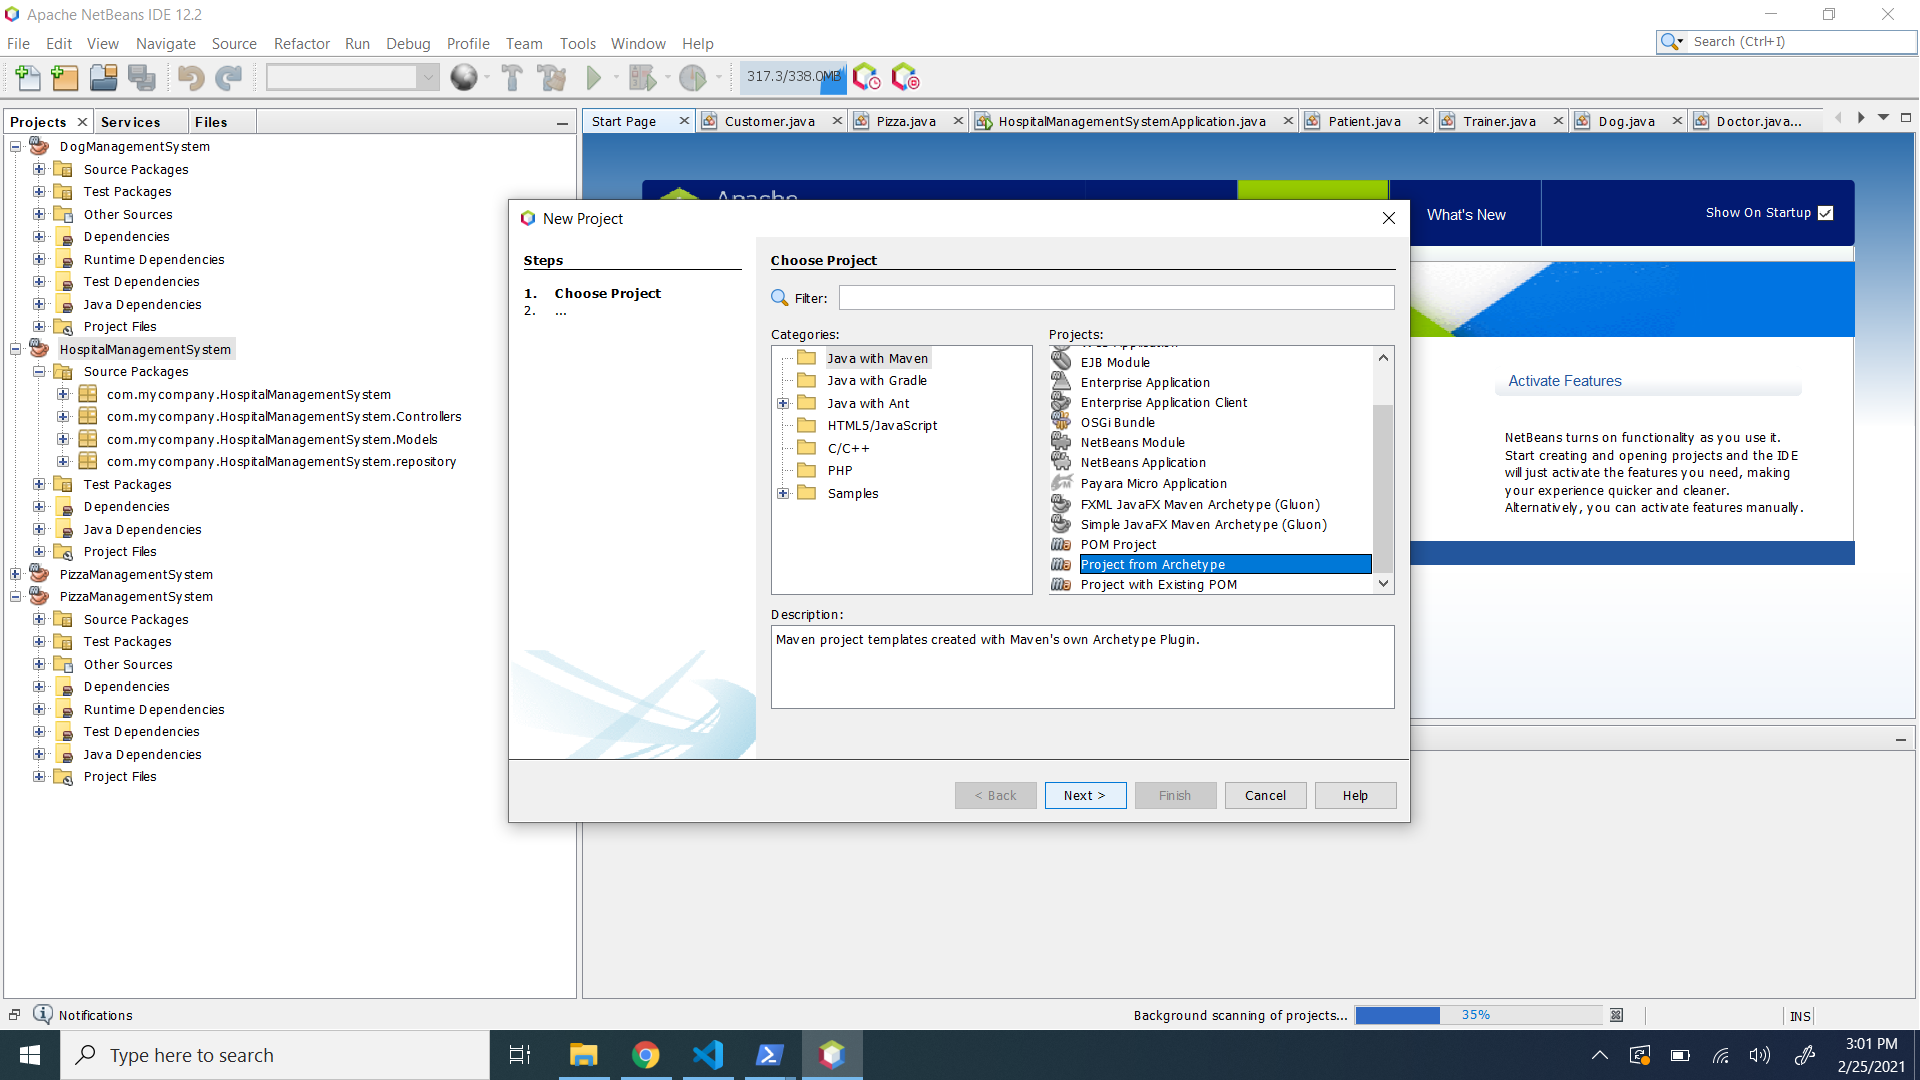 Apache NetBeans IDE 12.2
File Edit View Navigate Source Refactor Run Debug Profile Team Tools Window Help
Search (Ctrl+I)
317.3/338.0MB
Projects Services Files
Start Page Customer.java Pizza.java HospitalManagementSystemApplication.java Patient.java Trainer.java Dog.java Doctor.java...
DogManagementSystem
Source Packages
Test Packages
Other Sources
Dependencies
Runtime Dependencies
Test Dependencies
Java Dependencies
Project Files
HospitalManagementSystem
Source Packages
com.mycompany.HospitalManagementSystem
com.mycompany.HospitalManagementSystem.Controllers
com.mycompany.HospitalManagementSystem.Models
com.mycompany.HospitalManagementSystem.repository
Test Packages
Dependencies
Java Dependencies
Project Files
PizzaManagementSystem
PizzaManagementSystem
Source Packages
Test Packages
Other Sources
Dependencies
Runtime Dependencies
Test Dependencies
Java Dependencies
Project Files
Apache
What's New
Show On Startup
Activate Features
NetBeans turns on functionality as you use it.
Start creating and opening projects and the IDE
will just activate the features you need, making
your experience quicker and cleaner.
Alternatively, you can activate features manually.
New Project
Steps
1. Choose Project
2. ...
Choose Project
Filter:
Categories:
Java with Maven
Java with Gradle
Java with Ant
HTML5/JavaScript
C/C++
PHP
Samples
Projects:
Web Application
EJB Module
Enterprise Application
Enterprise Application Client
OSGi Bundle
NetBeans Module
NetBeans Application
Payara Micro Application
FXML JavaFX Maven Archetype (Gluon)
Simple JavaFX Maven Archetype (Gluon)
POM Project
Project from Archetype
Project with Existing POM
Description:
Maven project templates created with Maven's own Archetype Plugin.
< Back Next > Finish Cancel Help
Notifications
Background scanning of projects... 35%
INS
Type here to search
3:01 PM
2/25/2021